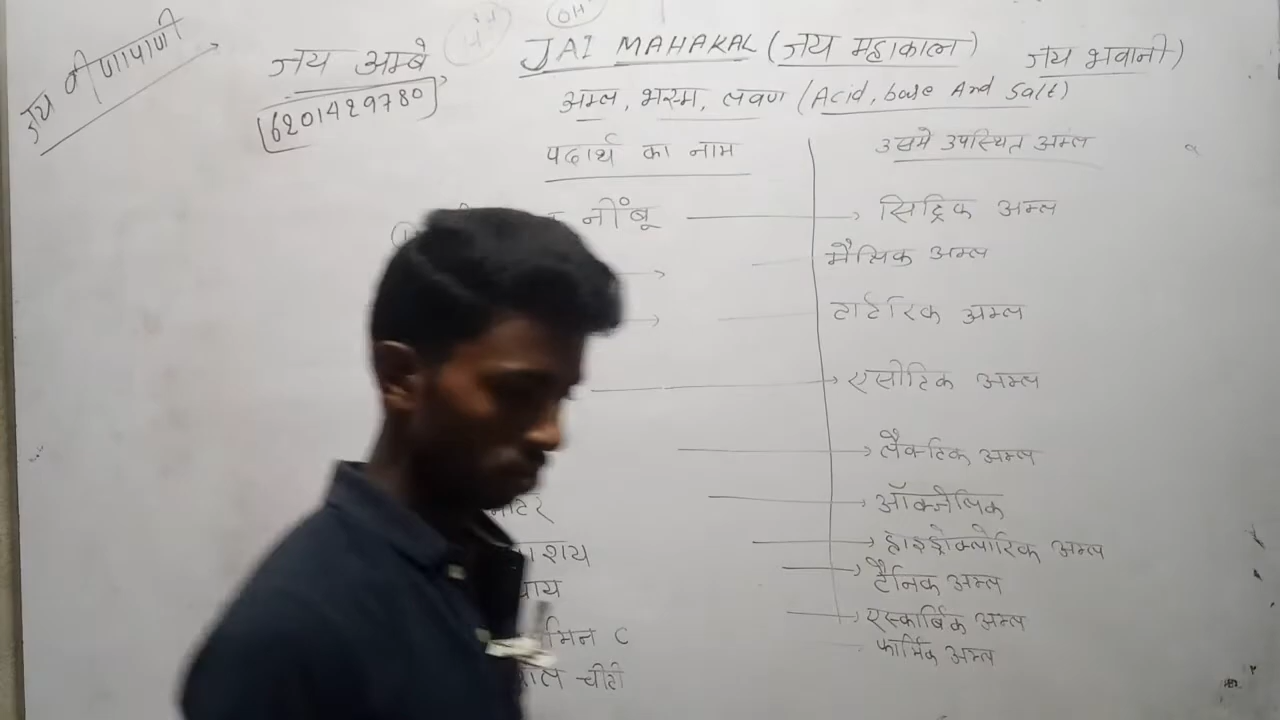 जय वीणापाणी
जय अम्बे
6201429780
OH⁻
JAI MAHAKAL (जय महाकाल)
जय भवानी)
अम्ल, भस्म, लवण (Acid, base And Salt)
पदार्थ का नाम
उसमे उपस्थित अम्ल
नींबू → सिट्रिक अम्ल
मैलिक अम्ल
टार्टरिक अम्ल
एसीटिक अम्ल
लैक्टिक अम्ल
ऑक्जेलिक
हाइड्रोक्लोरिक अम्ल
टैनिक अम्ल
C → एस्कार्बिक अम्ल
चींटी फार्मिक अम्ल